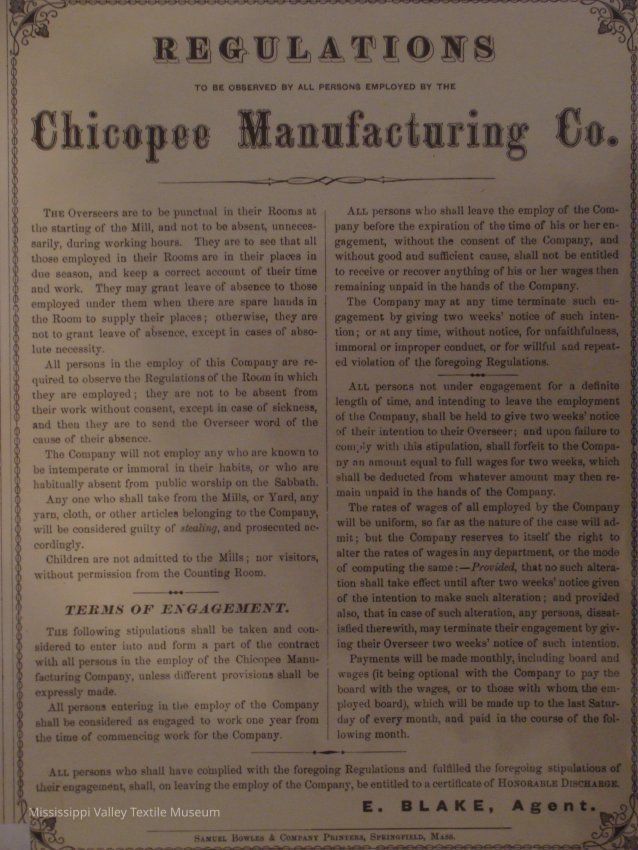 REGULATIONS
TO BE OBSERVED BY ALL PERSONS EMPLOYED BY THE
Chicopee Manufacturing Co.
THE Overseers are to be punctual in their Rooms at
the starting of the Mill, and not to be absent, unneces-
sarily, during working hours. They are to see that all
those employed in their Rooms are in their places in
due season, and keep a correct account of their time
and work. They may grant leave of absence to those
employed under them when there are spare hands in
the Room to supply their places; otherwise, they are
not to grant leave of absence, except in cases of abso-
lute necessity.
All persons in the employ of this Company are re-
quired to observe the Regulations of the Room in which
they are employed; they are not to be absent from
their work without consent, except in case of sickness,
and then they are to send the Overseer word of the
cause of their absence.
The Company will not employ any who are known to
be intemperate or immoral in their habits, or who are
habitually absent from public worship on the Sabbath.
Any one who shall take from the Mills, or Yard, any
yarn, cloth, or other articles belonging to the Company,
will be considered guilty of stealing, and prosecuted ac-
cordingly.
Children are not admitted to the Mills; nor visitors,
without permission from the Counting Room.
TERMS OF ENGAGEMENT.
THE following stipulations shall be taken and con-
sidered to enter into and form a part of the contract
with all persons in the employ of the Chicopee Manu-
facturing Company, unless different provisions shall be
expressly made.
All persons entering in the employ of the Company
shall be considered as engaged to work one year from
the time of commencing work for the Company.
ALL persons who shall leave the employ of the Com-
pany before the expiration of the time of his or her en-
gagement, without the consent of the Company, and
without good and sufficient cause, shall not be entitled
to receive or recover anything of his or her wages then
remaining unpaid in the hands of the Company.
The Company may at any time terminate such en-
gagement by giving two weeks' notice of such inten-
tion; or at any time, without notice, for unfaithfulness,
immoral or improper conduct, or for willful and repeat-
ed violation of the foregoing Regulations.
ALL persons not under engagement for a definite
length of time, and intending to leave the employment
of the Company, shall be held to give two weeks' notice
of their intention to their Overseer; and upon failure to
comply with this stipulation, shall forfeit to the Compa-
ny an amount equal to full wages for two weeks, which
shall be deducted from whatever amount may then re-
main unpaid in the hands of the Company.
The rates of wages of all employed by the Company
will be uniform, so far as the nature of the case will ad-
mit; but the Company reserves to itself the right to
alter the rates of wages in any department, or the mode
of computing the same:—Provided, that no such altera-
tion shall take effect until after two weeks' notice given
of the intention to make such alteration; and provided
also, that in case of such alteration, any persons, dissat-
isfied therewith, may terminate their engagement by giv-
ing their Overseer two weeks' notice of such intention.
Payments will be made monthly, including board and
wages (it being optional with the Company to pay the
board with the wages, or to those with whom the em-
ployed board), which will be made up to the last Satur-
day of every month, and paid in the course of the fol-
lowing month.
ALL persons who shall have complied with the foregoing Regulations and fulfilled the foregoing stipulations of
their engagement, shall, on leaving the employ of the Company, be entitled to a certificate of HONORABLE DISCHARGE.
E. BLAKE, Agent.
Mississippi Valley Textile Museum
SAMUEL BOWLES & COMPANY PRINTERS, SPRINGFIELD, MASS.